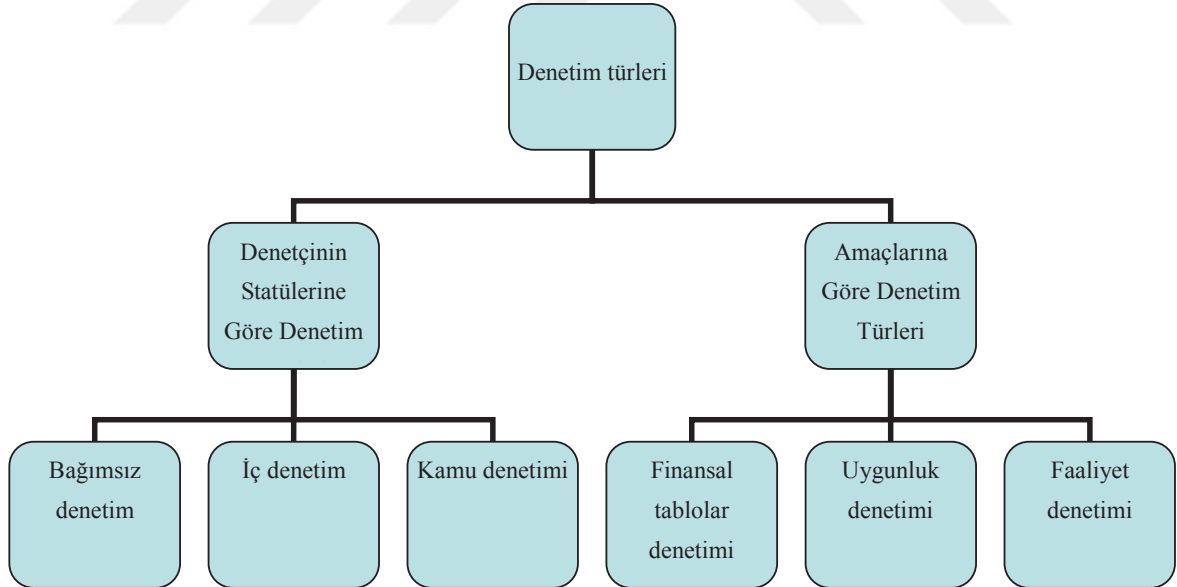 Denetim türleri
Denetçinin
Statülerine
Göre Denetim
Amaçlarına
Göre Denetim
Türleri
Bağımsız
denetim
İç denetim
Kamu denetimi
Finansal
tablolar
denetimi
Uygunluk
denetimi
Faaliyet
denetimi